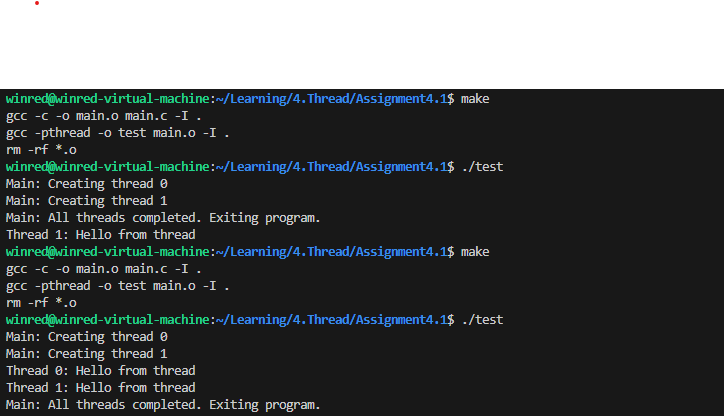 winred@winred-virtual-machine:~/Learning/4.Thread/Assignment4.1$ make
gcc -c -o main.o main.c -I .
gcc -pthread -o test main.o -I .
rm -rf *.o
winred@winred-virtual-machine:~/Learning/4.Thread/Assignment4.1$ ./test
Main: Creating thread 0
Main: Creating thread 1
Main: All threads completed. Exiting program.
Thread 1: Hello from thread
winred@winred-virtual-machine:~/Learning/4.Thread/Assignment4.1$ make
gcc -c -o main.o main.c -I .
gcc -pthread -o test main.o -I .
rm -rf *.o
winred@winred-virtual-machine:~/Learning/4.Thread/Assignment4.1$ ./test
Main: Creating thread 0
Main: Creating thread 1
Thread 0: Hello from thread
Thread 1: Hello from thread
Main: All threads completed. Exiting program.